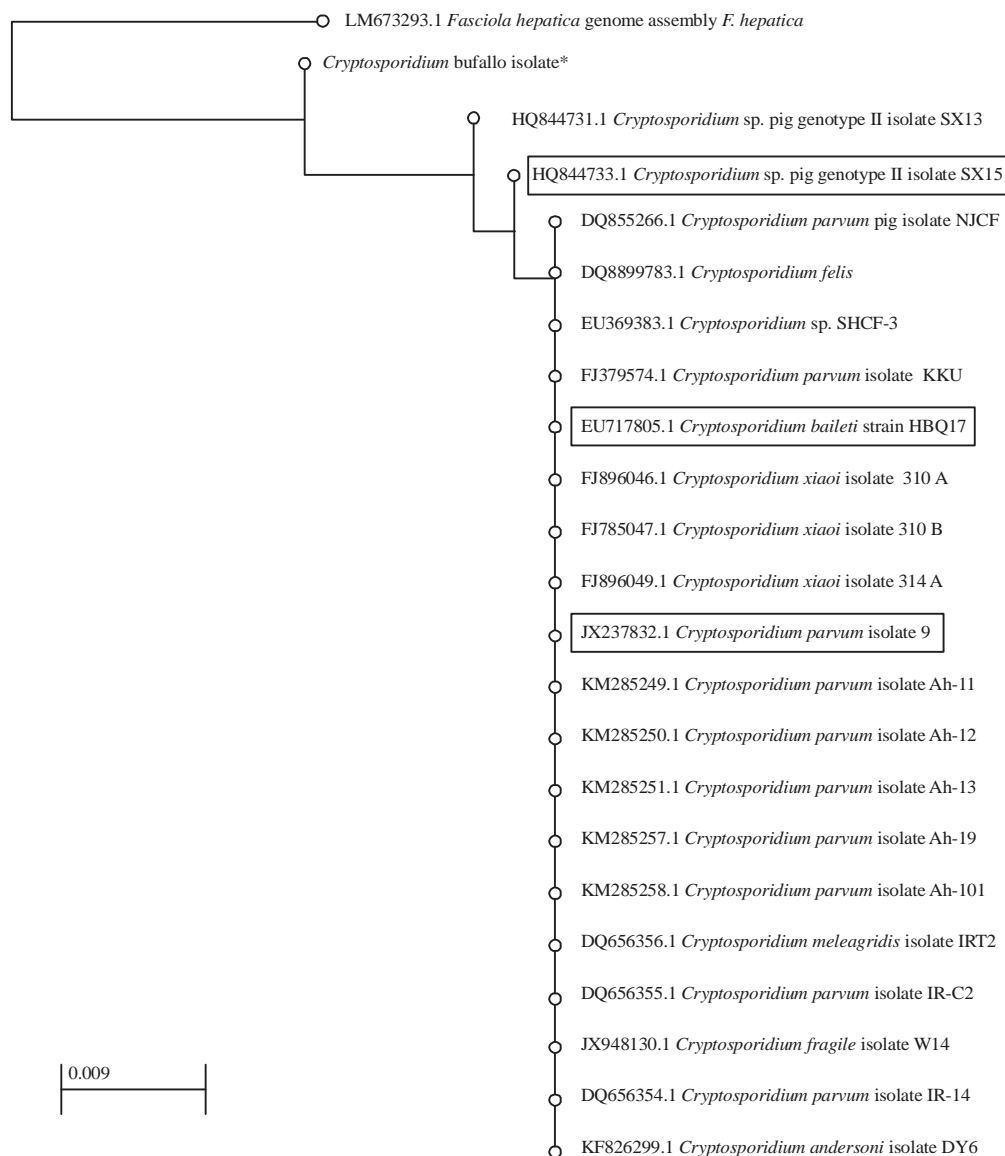 LM673293.1 Fasciola hepatica genome assembly F. hepatica
Cryptosporidium bufallo isolate*
HQ844731.1 Cryptosporidium sp. pig genotype II isolate SX13
HQ844733.1 Cryptosporidium sp. pig genotype II isolate SX15
DQ855266.1 Cryptosporidium parvum pig isolate NJCF
DQ8899783.1 Cryptosporidium felis
EU369383.1 Cryptosporidium sp. SHCF-3
FJ379574.1 Cryptosporidium parvum isolate KKU
EU717805.1 Cryptosporidium baileti strain HBQ17
FJ896046.1 Cryptosporidium xiaoi isolate 310 A
FJ785047.1 Cryptosporidium xiaoi isolate 310 B
FJ896049.1 Cryptosporidium xiaoi isolate 314 A
JX237832.1 Cryptosporidium parvum isolate 9
KM285249.1 Cryptosporidium parvum isolate Ah-11
KM285250.1 Cryptosporidium parvum isolate Ah-12
KM285251.1 Cryptosporidium parvum isolate Ah-13
KM285257.1 Cryptosporidium parvum isolate Ah-19
KM285258.1 Cryptosporidium parvum isolate Ah-101
DQ656356.1 Cryptosporidium meleagridis isolate IRT2
DQ656355.1 Cryptosporidium parvum isolate IR-C2
JX948130.1 Cryptosporidium fragile isolate W14
0.009
DQ656354.1 Cryptosporidium parvum isolate IR-14
KF826299.1 Cryptosporidium andersoni isolate DY6